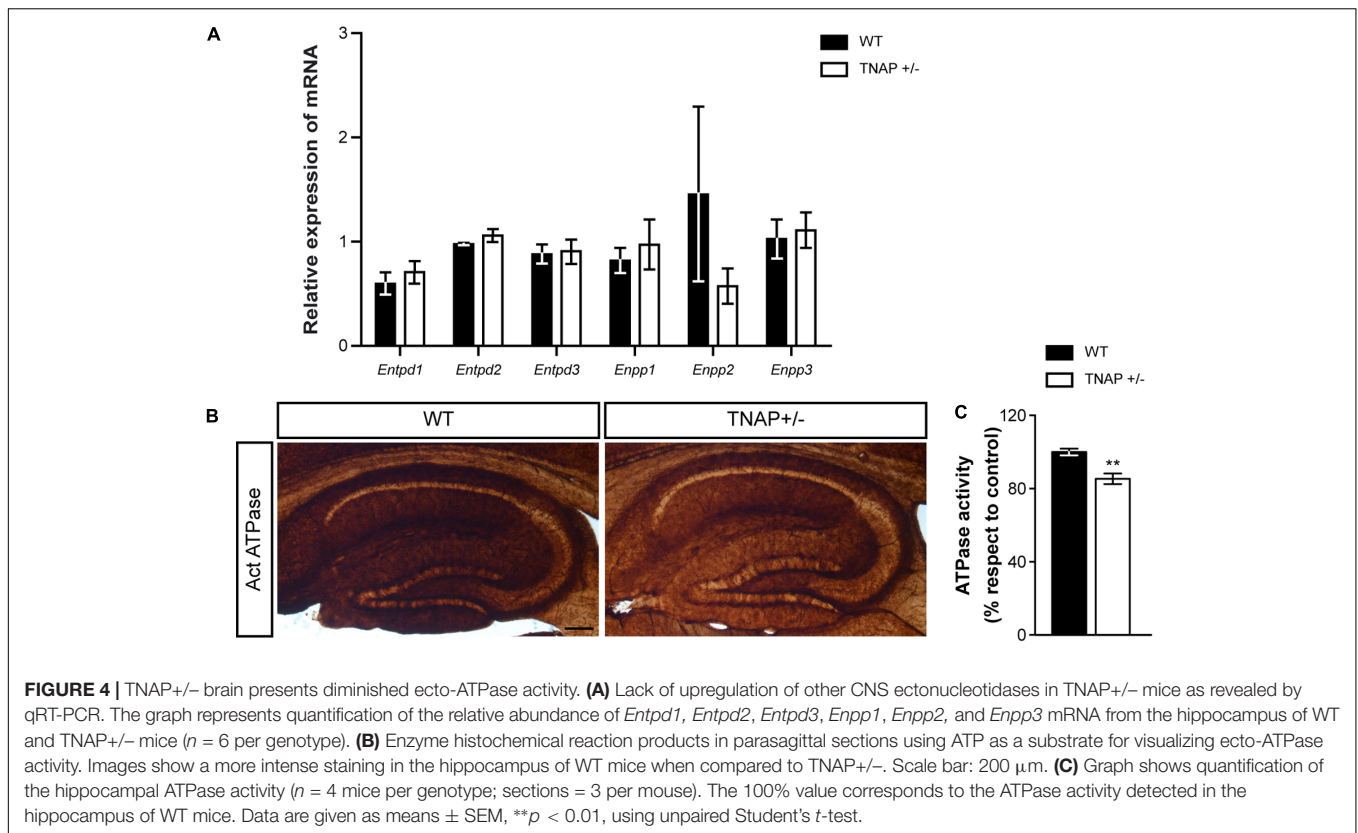 A
Relative expression of mRNA
3
2
1
0
WT
TNAP +/-
Entpd1 Entpd2 Entpd3 Enpp1 Enpp2 Enpp3
B
WT
TNAP+/-
Act ATPase
C
WT
TNAP +/-
ATPase activity
(% respect to control)
120
80
40
0
**
FIGURE 4 | TNAP+/– brain presents diminished ecto-ATPase activity. (A) Lack of upregulation of other CNS ectonucleotidases in TNAP+/– mice as revealed by
qRT-PCR. The graph represents quantification of the relative abundance of Entpd1, Entpd2, Entpd3, Enpp1, Enpp2, and Enpp3 mRNA from the hippocampus of WT
and TNAP+/– mice (n = 6 per genotype). (B) Enzyme histochemical reaction products in parasagittal sections using ATP as a substrate for visualizing ecto-ATPase
activity. Images show a more intense staining in the hippocampus of WT mice when compared to TNAP+/–. Scale bar: 200 μm. (C) Graph shows quantification of
the hippocampal ATPase activity (n = 4 mice per genotype; sections = 3 per mouse). The 100% value corresponds to the ATPase activity detected in the
hippocampus of WT mice. Data are given as means ± SEM, **p < 0.01, using unpaired Student's t-test.